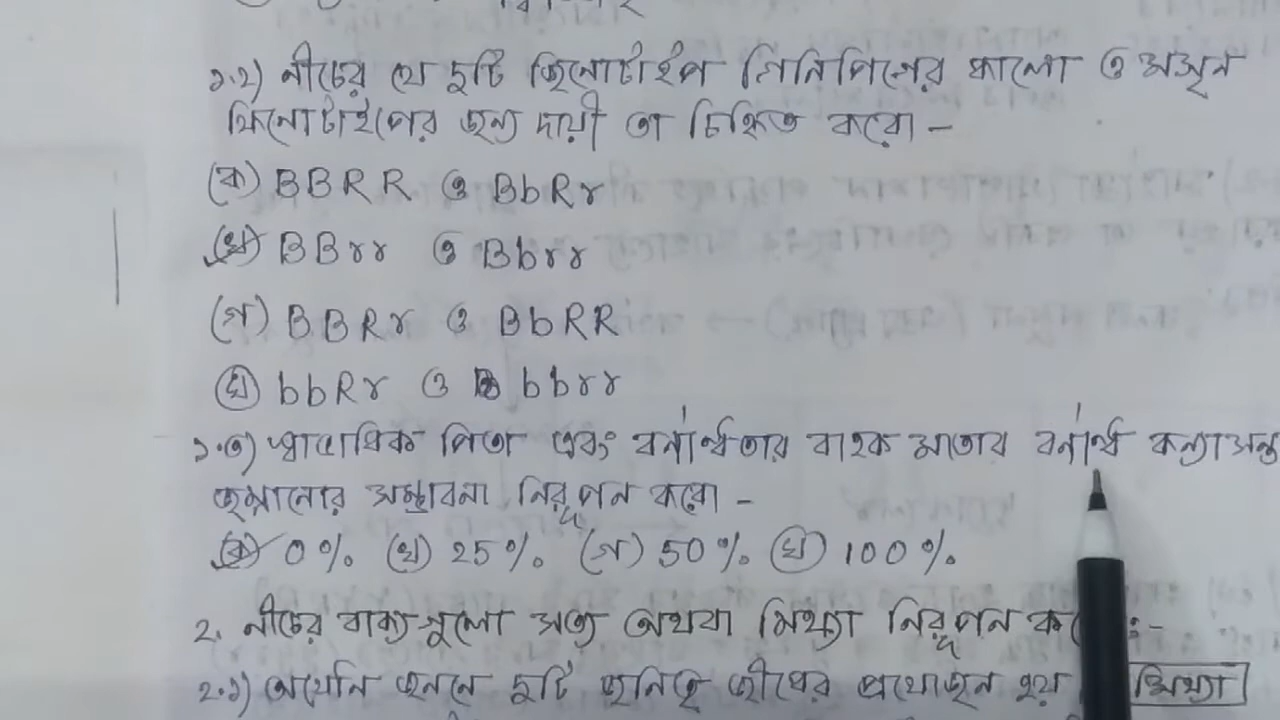 ১.২) নীচের যে দুটি জিনোটাইপ গিনিপিগের কালো ও মসৃন
ফিনোটাইপের জন্য দায়ী তা চিহ্নিত করো –
(ক) BBRR ও BbRr
(খ) BBrr ও Bbrr
(গ) BBRr ও BbRR
(ঘ) bbRr ও bbrr
১.৩) স্বাভাবিক পিতা এবং বর্নান্ধতার বাহক মাতার বর্নান্ধ কন্যাসন্ত
জন্মানোর সম্ভাবনা নিরূপন করো –
(ক) 0% (খ) 25% (গ) 50% (ঘ) 100%
2. নীচের বাক্যগুলো সত্য অথবা মিথ্যা নিরূপন :-
2.১) অযৌন জননে দুটি জনিতৃ জীবের প্রয়োজন হয় মিথ্যা